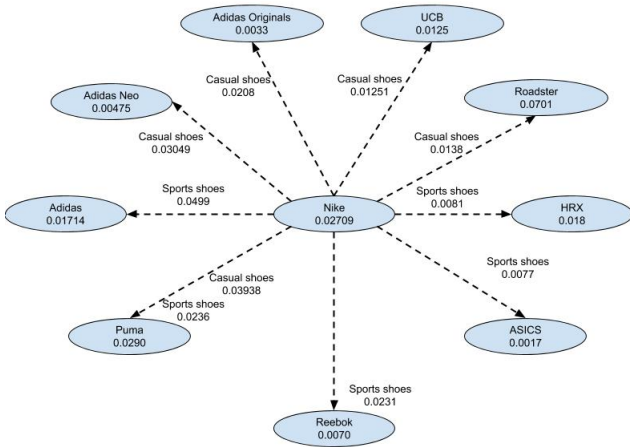 Adidas Originals
0.0033
UCB
0.0125
Casual shoes
0.0208
Casual shoes
0.01251
Adidas Neo
0.00475
Roadster
0.0701
Casual shoes
0.03049
Casual shoes
0.0138
Sports shoes
0.0499
Sports shoes
0.0081
Adidas
0.01714
Nike
0.02709
HRX
0.018
Casual shoes
0.03938
Sports shoes
0.0236
Sports shoes
0.0077
Puma
0.0290
ASICS
0.0017
Sports shoes
0.0231
Reebok
0.0070